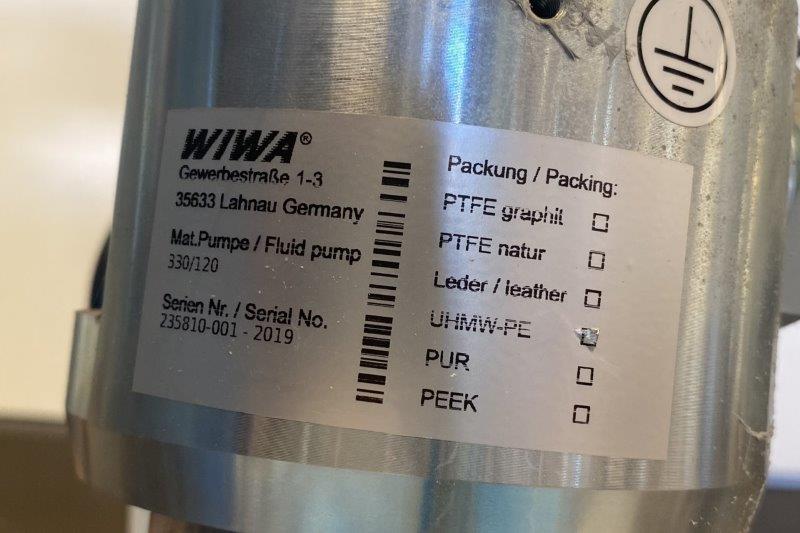 WIWA®
Gewerbestraße 1-3
35633 Lahnau Germany
Mat.Pumpe / Fluid pump
330/120
Serien Nr. / Serial No.
235810-001 - 2019
Packung / Packing:
PTFE graphit
PTFE natur
Leder / leather
UHMW-PE
PUR
PEEK